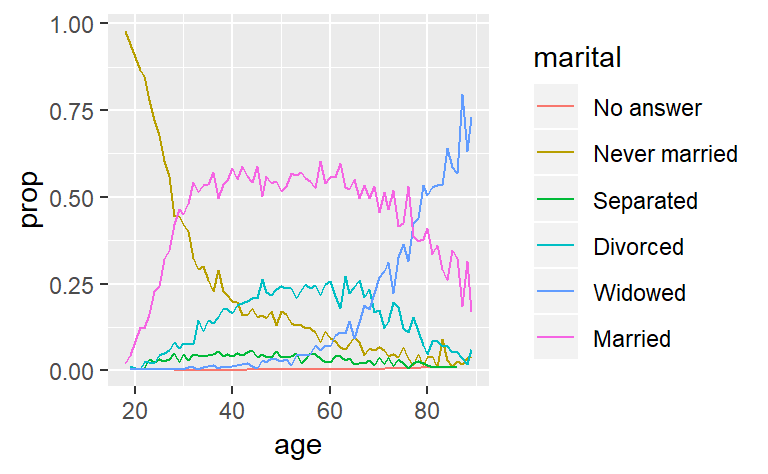 1.00
0.75
0.50
0.25
0.00
prop
20 40 60 80
age
marital
No answer
Never married
Separated
Divorced
Widowed
Married